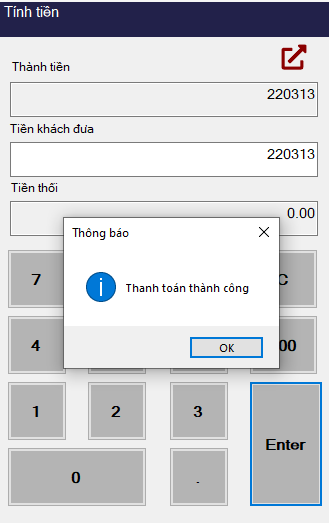 Tính tiền
Thành tiền
220313
Tiền khách đưa
220313
Tiền thối
0.00
Thông báo
Thanh toán thành công
OK
7
C
4
00
1
2
3
Enter
0
.